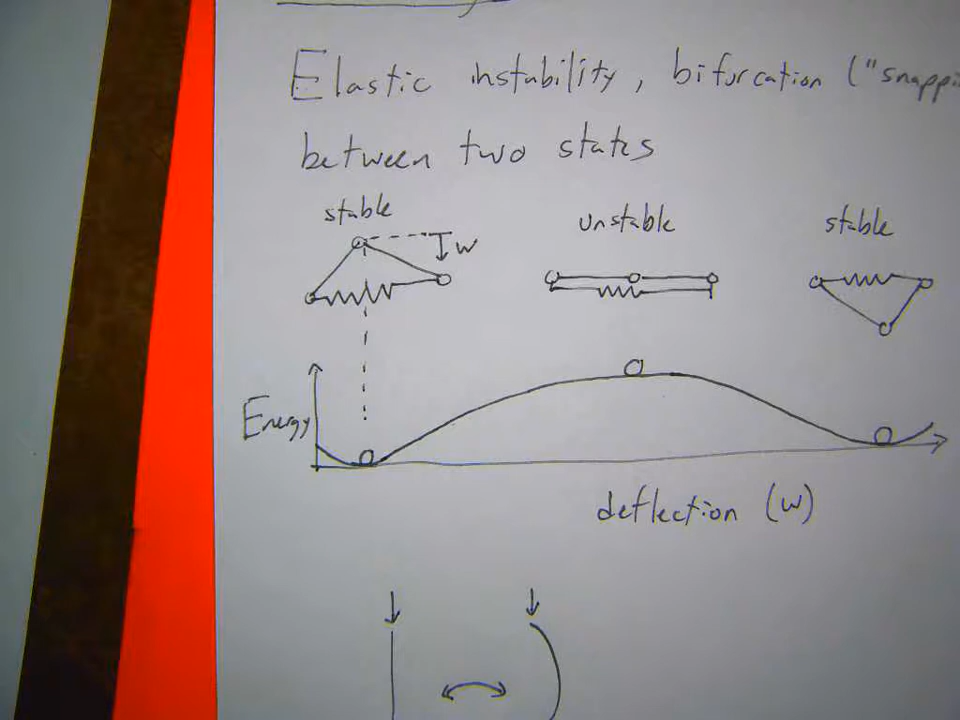 Elastic instability, bifurcation ("snappi
between two states
stable
unstable
stable
w
Energy
deflection (w)